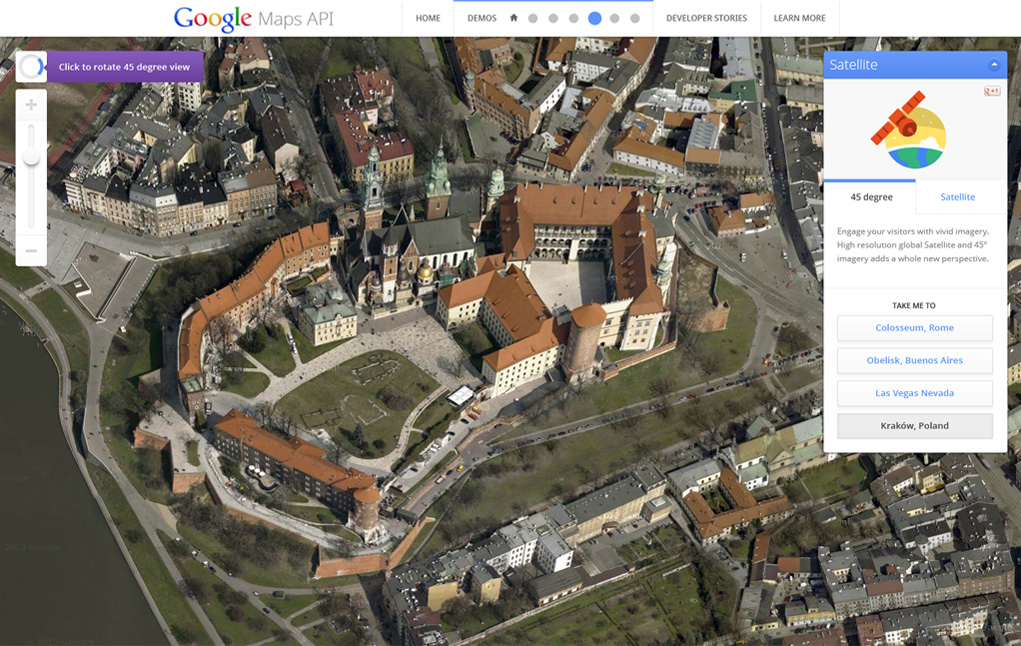 Google Maps API
HOME
DEMOS
DEVELOPER STORIES
LEARN MORE
Click to rotate 45 degree view
Satellite
+1
45 degree
Satellite
Engage your visitors with vivid imagery.
High resolution global Satellite and 45°
imagery adds a whole new perspective.
TAKE ME TO
Colosseum, Rome
Obelisk, Buenos Aires
Las Vegas Nevada
Kraków, Poland